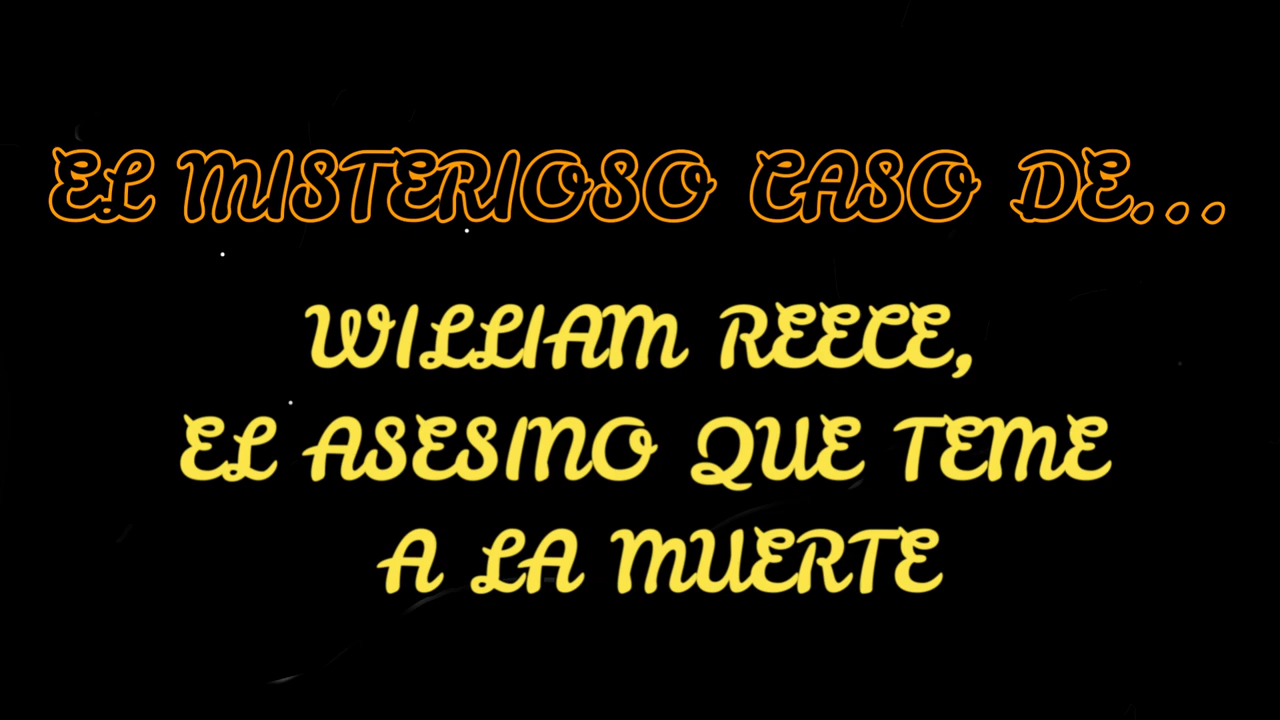 EL MISTERIOSO CASO DE...
WILLIAM REECE,
EL ASESINO QUE TEME
A LA MUERTE